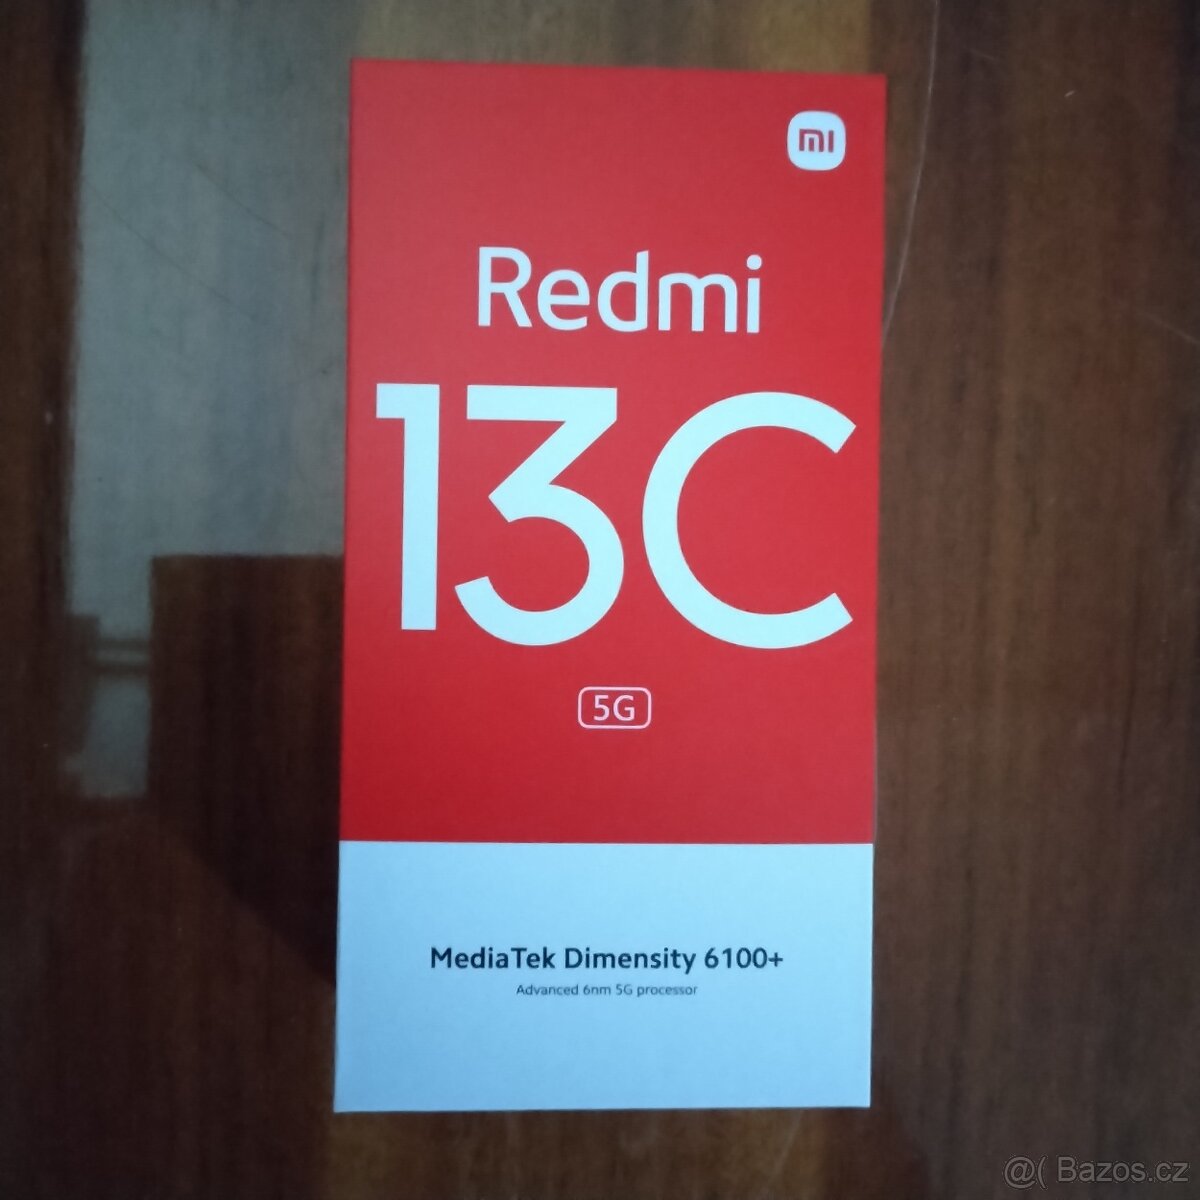 mi
Redmi
13C
5G
MediaTek Dimensity 6100+
Advanced 6nm 5G processor
@( Bazos.cz